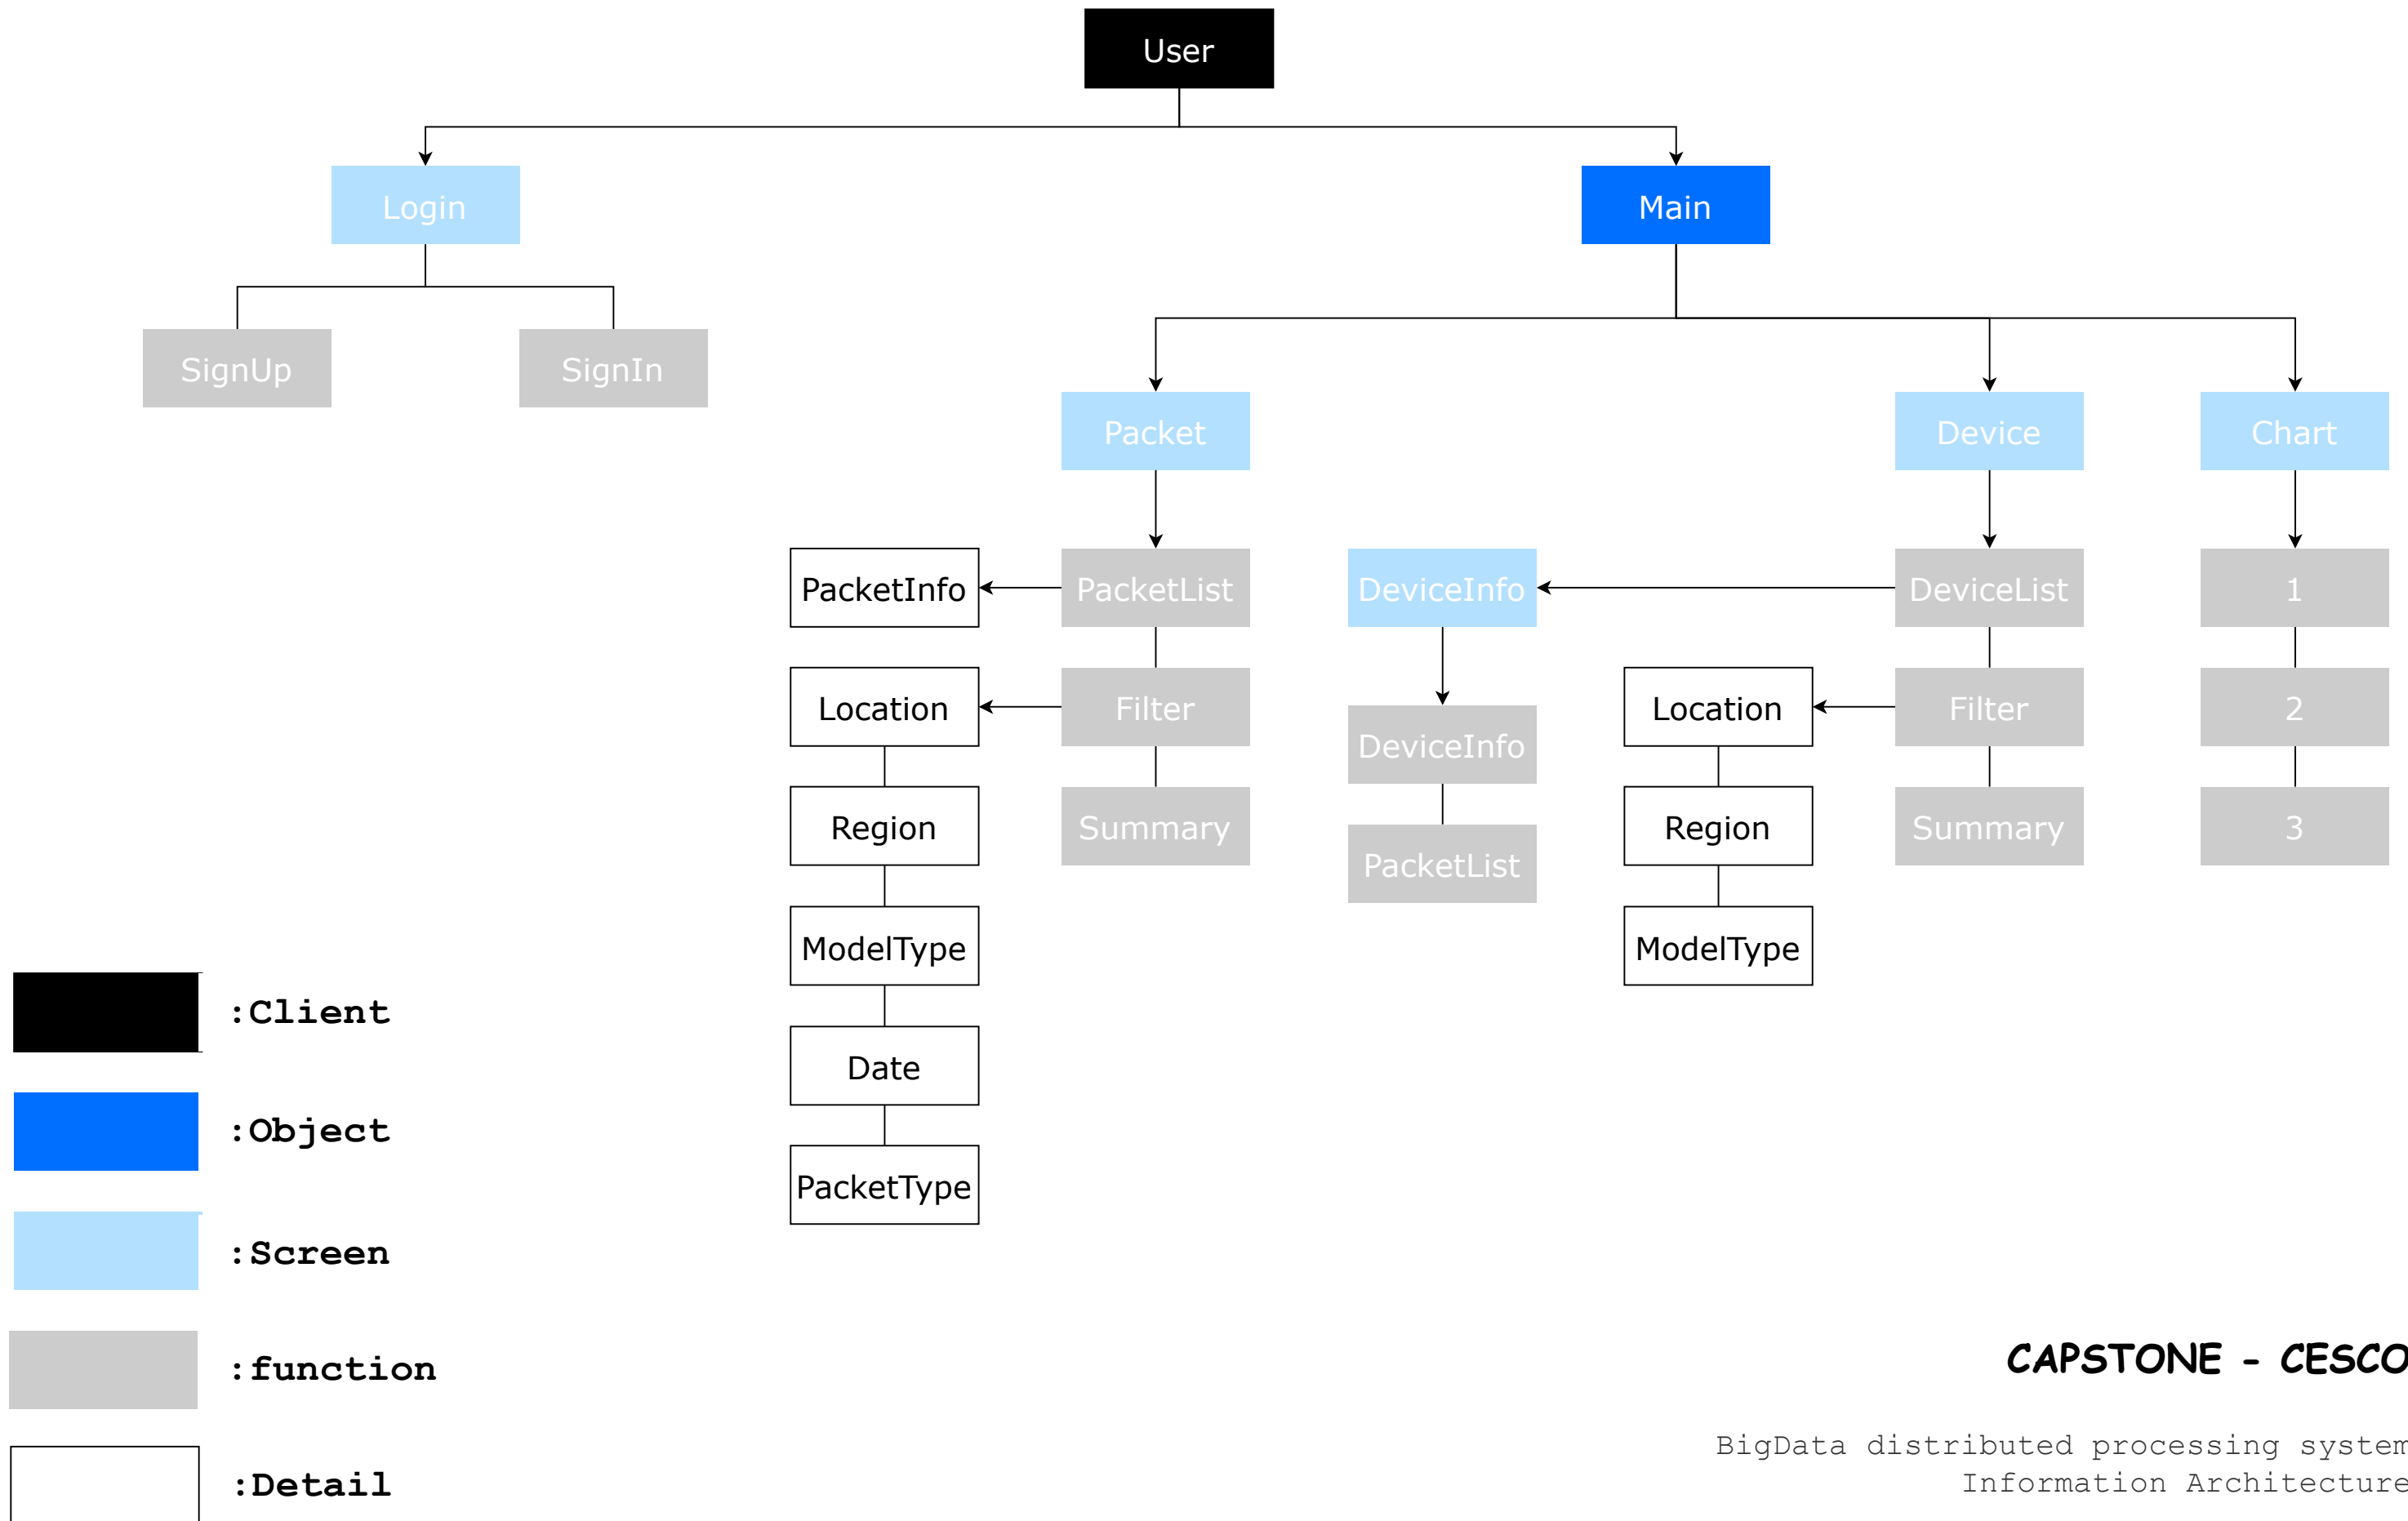 User
Login
Main
SignUp
SignIn
Packet
Device
Chart
PacketInfo
PacketList
DeviceInfo
DeviceList
1
Location
Filter
DeviceInfo
Location
Filter
2
Region
Summary
PacketList
Region
Summary
3
ModelType
ModelType
Date
PacketType
:Client
:Object
:Screen
:function
:Detail
CAPSTONE - CESCO
BigData distributed processing system
Information Architecture